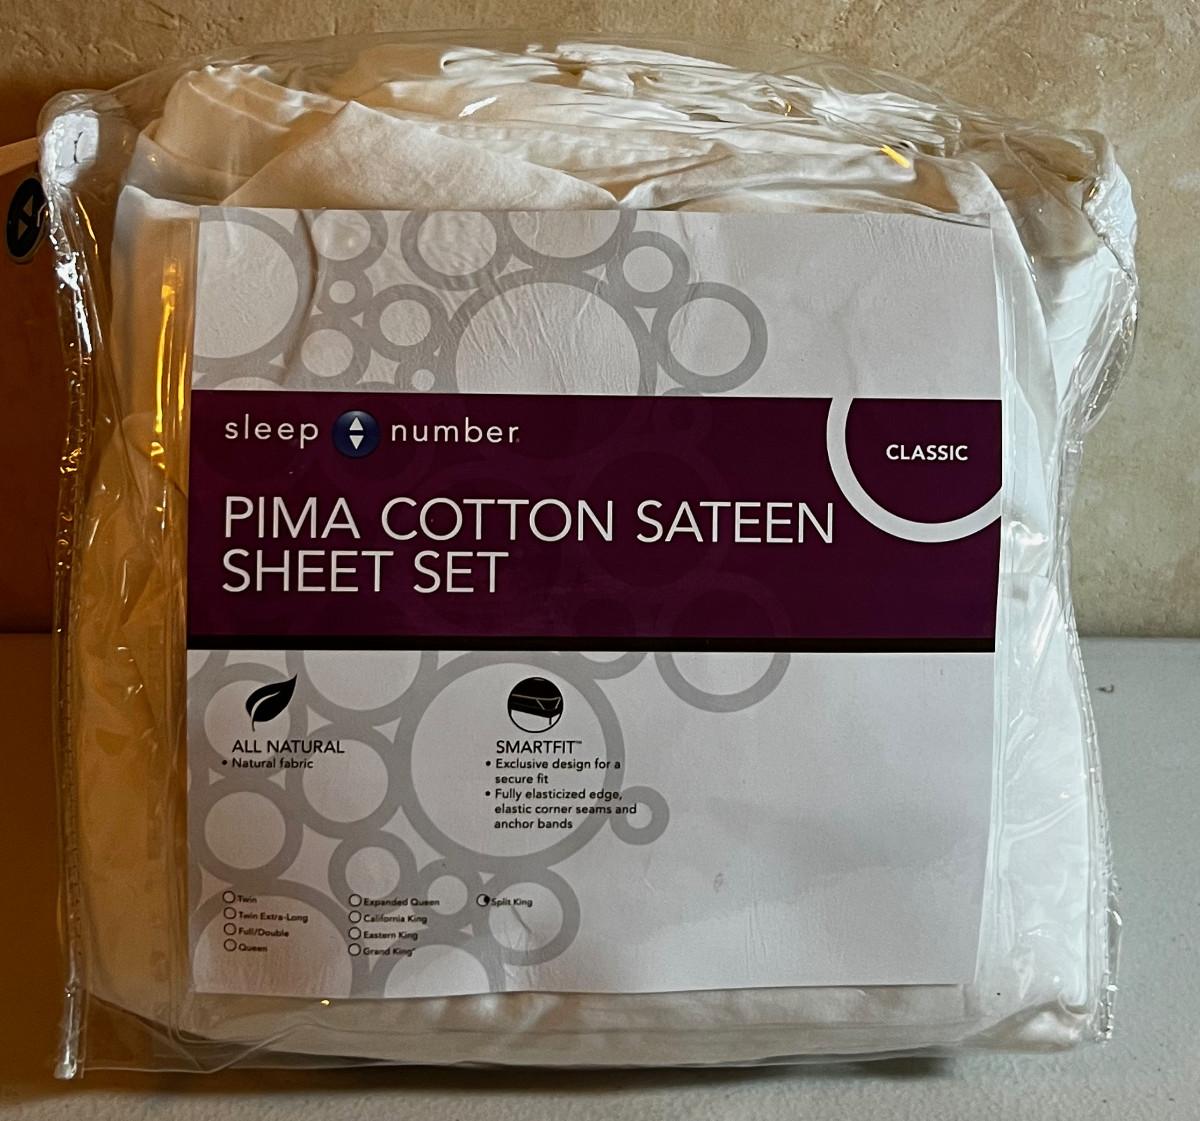 sleep number
CLASSIC
PIMA COTTON SATEEN
SHEET SET
ALL NATURAL
• Natural fabric
SMARTFIT™
• Exclusive design for a
secure fit
• Fully elasticized edge,
elastic corner seams and
anchor bands
Twin
Twin Extra-Long
Full/Double
Queen
Expanded Queen
California King
Eastern King
Grand King™
Split King